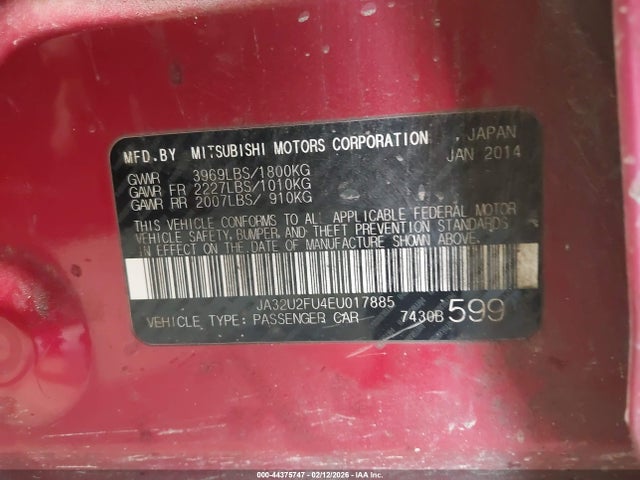 MFD.BY MITSUBISHI MOTORS CORPORATION JAPAN
JAN 2014
GVWR 3969LBS/1800KG
GAWR FR 2227LBS/1010KG
GAWR RR 2007LBS/ 910KG
THIS VEHICLE CONFORMS TO ALL APPLICABLE FEDERAL MOTOR
VEHICLE SAFETY, BUMPER, AND THEFT PREVENTION STANDARDS
IN EFFECT ON THE DATE OF MANUFACTURE SHOWN ABOVE.
JA32U2FU4EU017885
VEHICLE TYPE: PASSENGER CAR 7430B 599
000-44375747 - 02/12/2026 - COPART